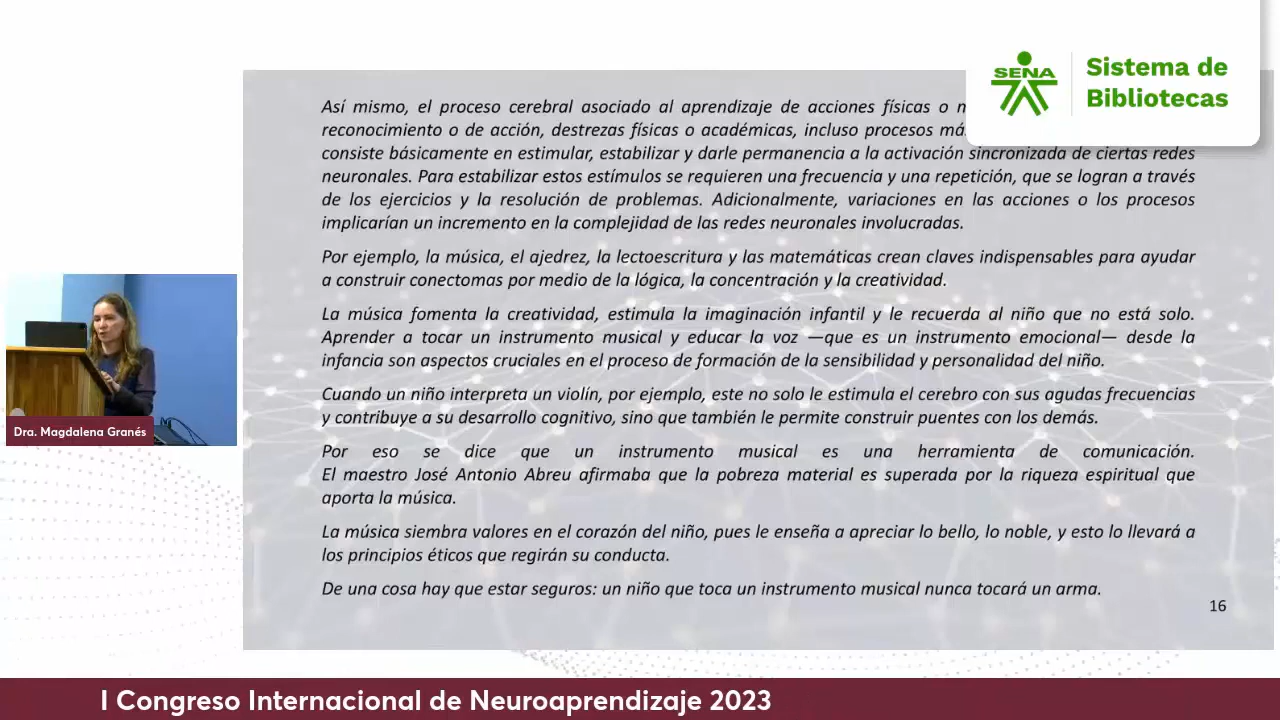 SENA
Sistema de
Bibliotecas
Así mismo, el proceso cerebral asociado al aprendizaje de acciones físicas o
reconocimiento o de acción, destrezas físicas o académicas, incluso procesos
consiste básicamente en estimular, estabilizar y darle permanencia a la activación sincronizada de ciertas redes
neuronales. Para estabilizar estos estímulos se requieren una frecuencia y una repetición, que se logran a través
de los ejercicios y la resolución de problemas. Adicionalmente, variaciones en las acciones o los procesos
implicarían un incremento en la complejidad de las redes neuronales involucradas.
Por ejemplo, la música, el ajedrez, la lectoescritura y las matemáticas crean claves indispensables para ayudar
a construir conectomas por medio de la lógica, la concentración y la creatividad.
La música fomenta la creatividad, estimula la imaginación infantil y le recuerda al niño que no está solo.
Aprender a tocar un instrumento musical y educar la voz —que es un instrumento emocional— desde la
infancia son aspectos cruciales en el proceso de formación de la sensibilidad y personalidad del niño.
Cuando un niño interpreta un violín, por ejemplo, este no solo le estimula el cerebro con sus agudas frecuencias
y contribuye a su desarrollo cognitivo, sino que también le permite construir puentes con los demás.
Por eso se dice que un instrumento musical es una herramienta de comunicación.
El maestro José Antonio Abreu afirmaba que la pobreza material es superada por la riqueza espiritual que
aporta la música.
La música siembra valores en el corazón del niño, pues le enseña a apreciar lo bello, lo noble, y esto lo llevará a
los principios éticos que regirán su conducta.
De una cosa hay que estar seguros: un niño que toca un instrumento musical nunca tocará un arma.
16
Dra. Magdalena Granés
I Congreso Internacional de Neuroaprendizaje 2023